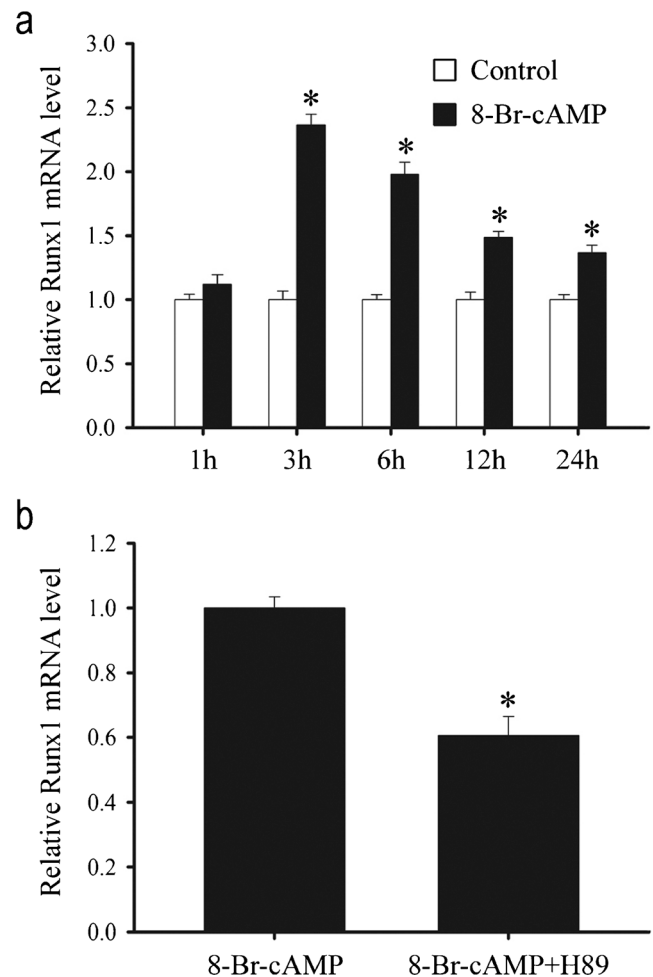 a
Relative Runx1 mRNA level
3.0
2.5
2.0
1.5
1.0
0.5
0.0
Control
8-Br-cAMP
*
*
*
*
1h 3h 6h 12h 24h
b
Relative Runx1 mRNA level
1.2
1.0
0.8
0.6
0.4
0.2
0.0
*
8-Br-cAMP 8-Br-cAMP+H89